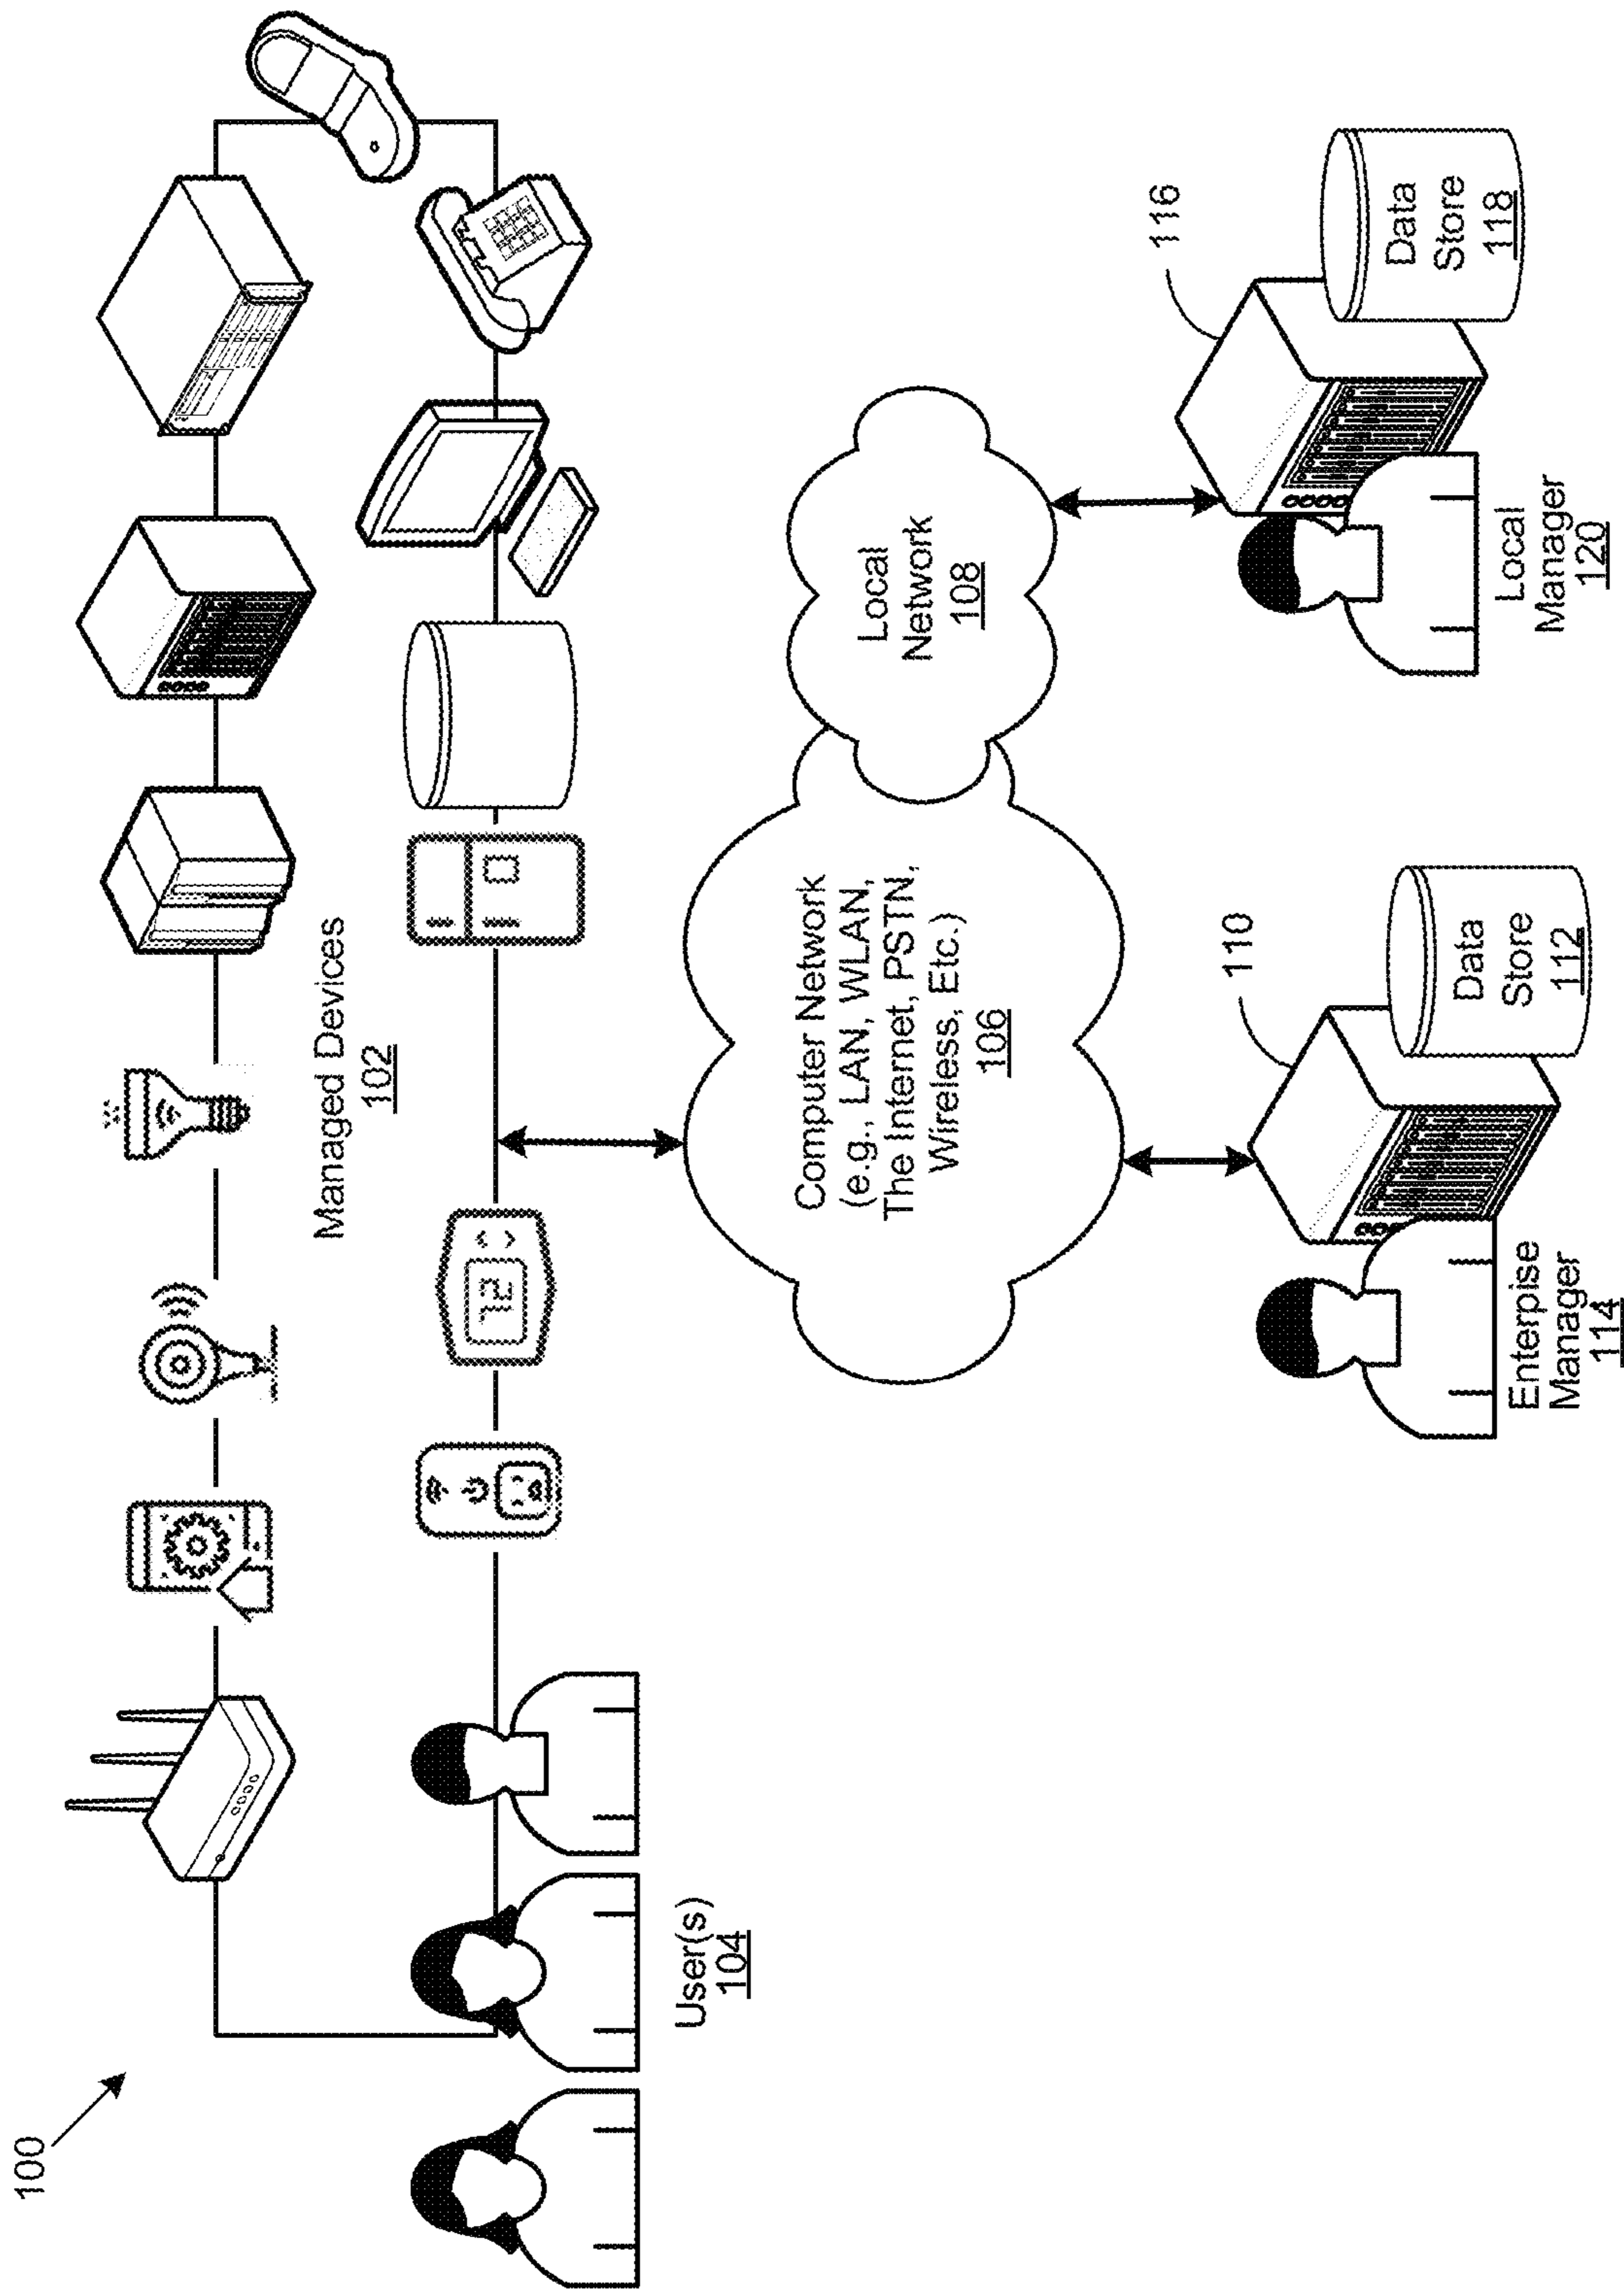 100
Managed Devices
102
72
User(s)
104
Computer Network
(e.g., LAN, WLAN,
The Internet, PSTN,
Wireless, Etc.)
106
Local
Network
108
110
Data
Store
112
Enterpise
Manager
114
116
Data
Store
118
Local
Manager
120